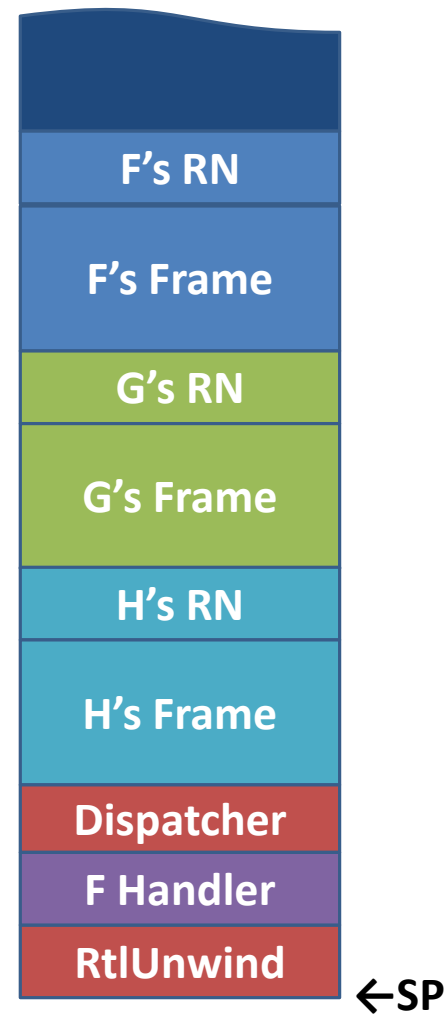 F’s RN
F’s Frame
G’s RN
G’s Frame
H’s RN
H’s Frame
Dispatcher
F Handler
RtlUnwind
←SP